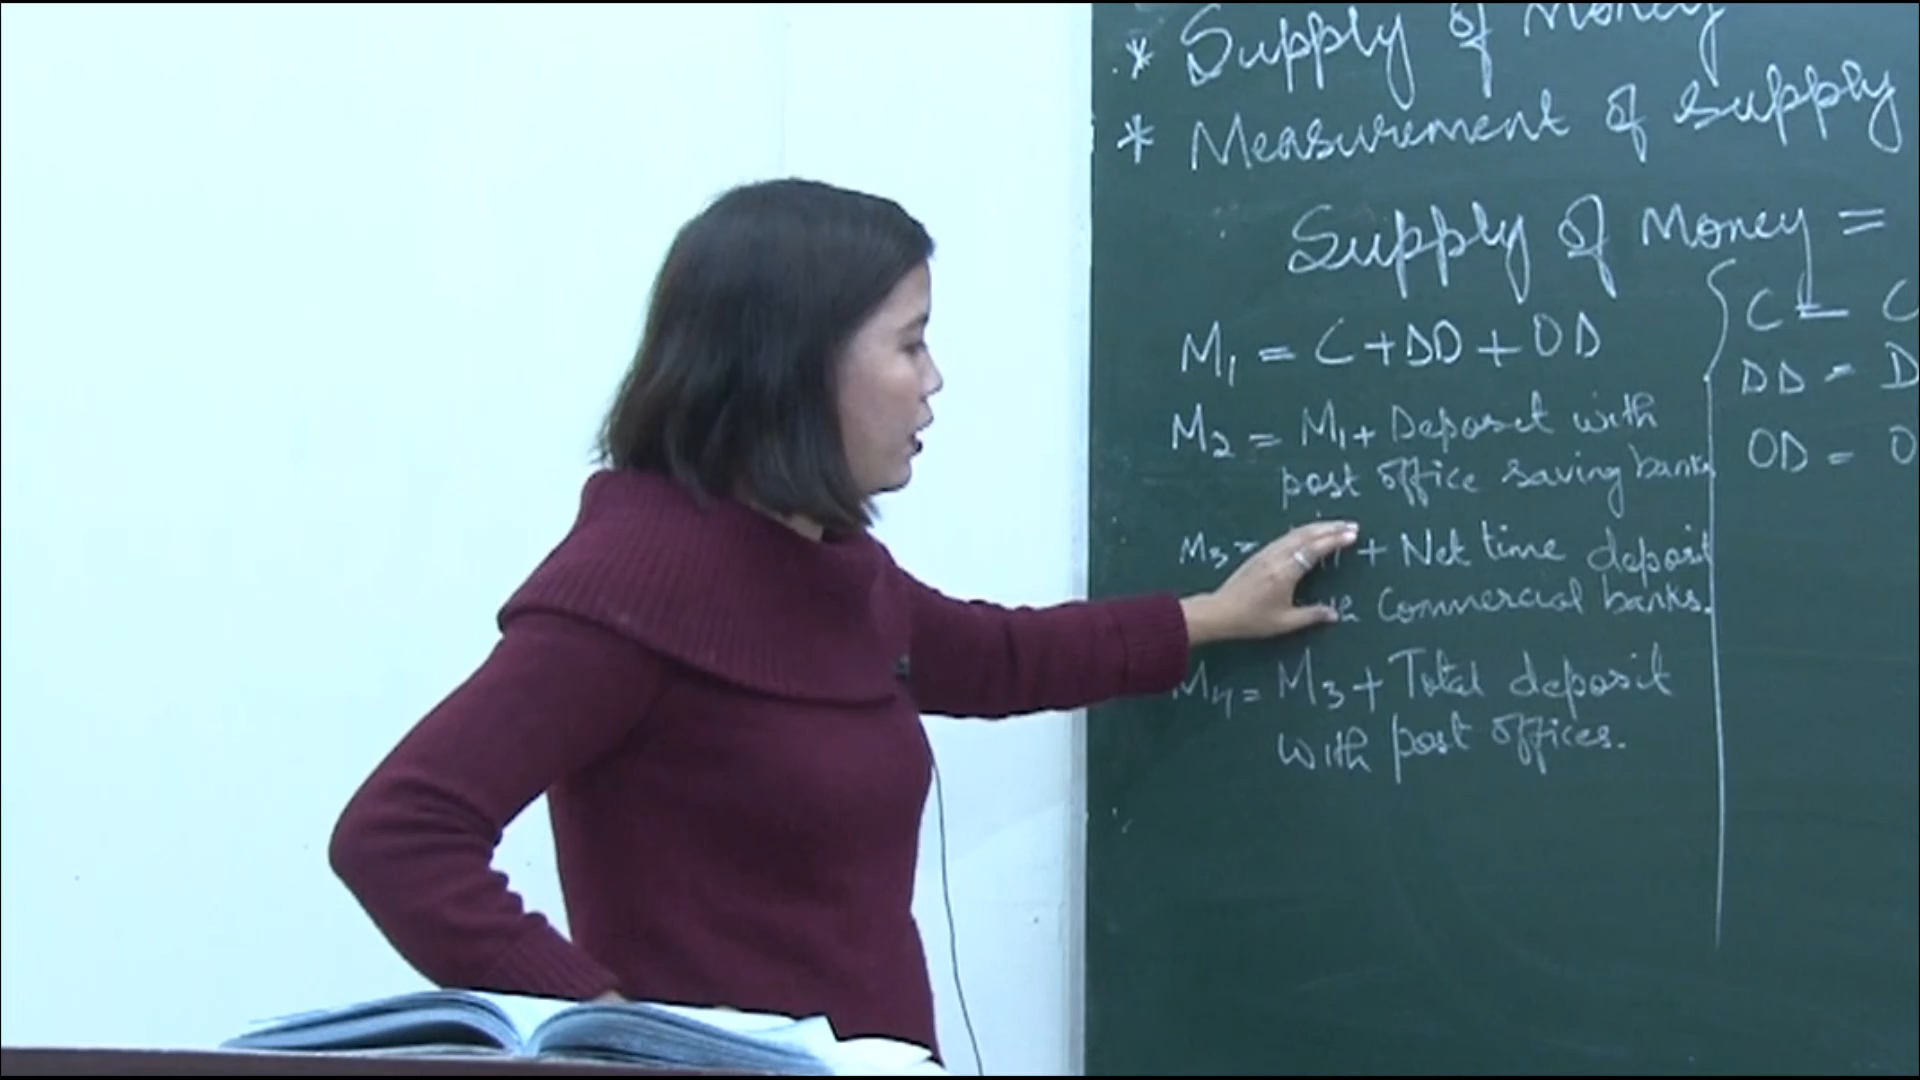 * Supply of Money
* Measurement of supply
Supply of Money =
M1 = C + DD + OD
M2 = M1 + Deposit with
post office saving banks
M3 = + Net time deposit
commercial banks.
M4 = M3 + Total deposit
with post offices.
C = C
DD = D
OD = O